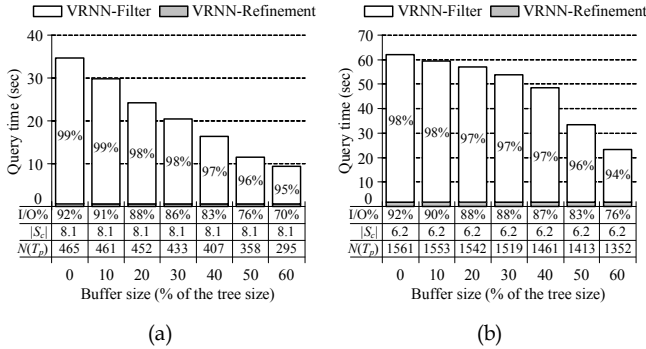 VRNN-Filter VRNN-Refinement
Query time (sec)
40
30
20
10
0
99% 99% 98% 98% 97% 96% 95%
I/O% 92% 91% 88% 86% 83% 76% 70%
|Sc| 8.1 8.1 8.1 8.1 8.1 8.1 8.1
N(Tp) 465 461 452 433 407 358 295
0 10 20 30 40 50 60
Buffer size (% of the tree size)
(a)
VRNN-Filter VRNN-Refinement
Query time (sec)
70
60
50
40
30
20
10
0
98% 98% 97% 97% 97% 96% 94%
I/O% 92% 90% 88% 88% 87% 83% 76%
|Sc| 6.2 6.2 6.2 6.2 6.2 6.2 6.2
N(Tp) 1561 1553 1542 1519 1461 1413 1352
0 10 20 30 40 50 60
Buffer size (% of the tree size)
(b)